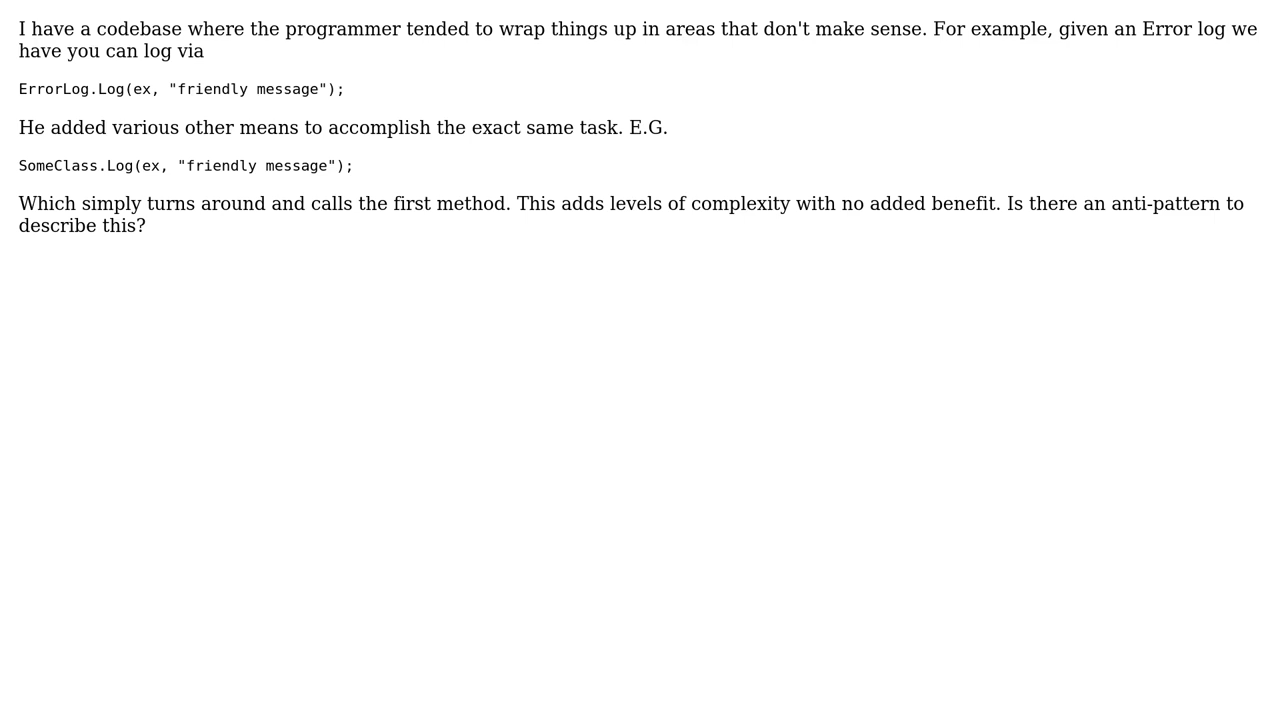 I have a codebase where the programmer tended to wrap things up in areas that don't make sense. For example, given an Error log we
have you can log via
ErrorLog.Log(ex, "friendly message");
He added various other means to accomplish the exact same task. E.G.
SomeClass.Log(ex, "friendly message");
Which simply turns around and calls the first method. This adds levels of complexity with no added benefit. Is there an anti-pattern to
describe this?